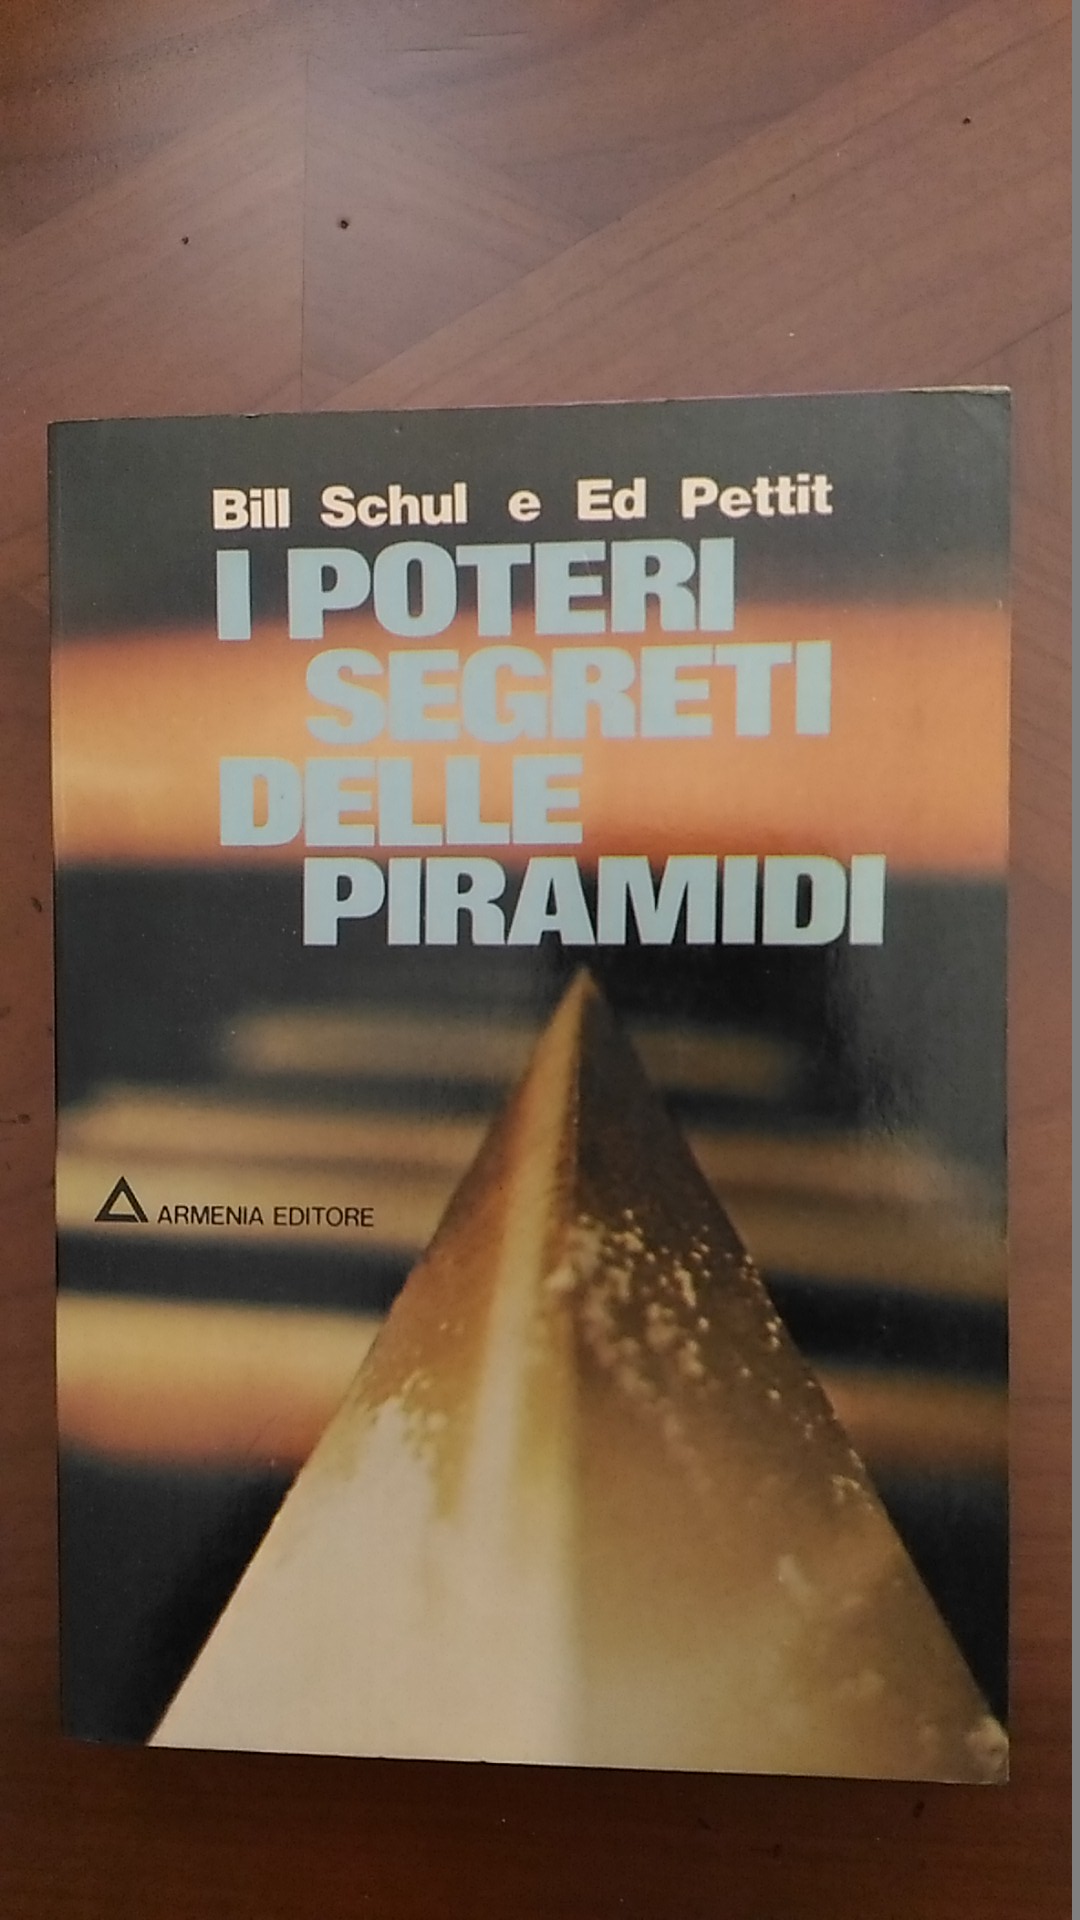 Bill Schul e Ed Pettit
I POTERI
SEGRETI
DELLE
PIRAMIDI
ARMENIA EDITORE